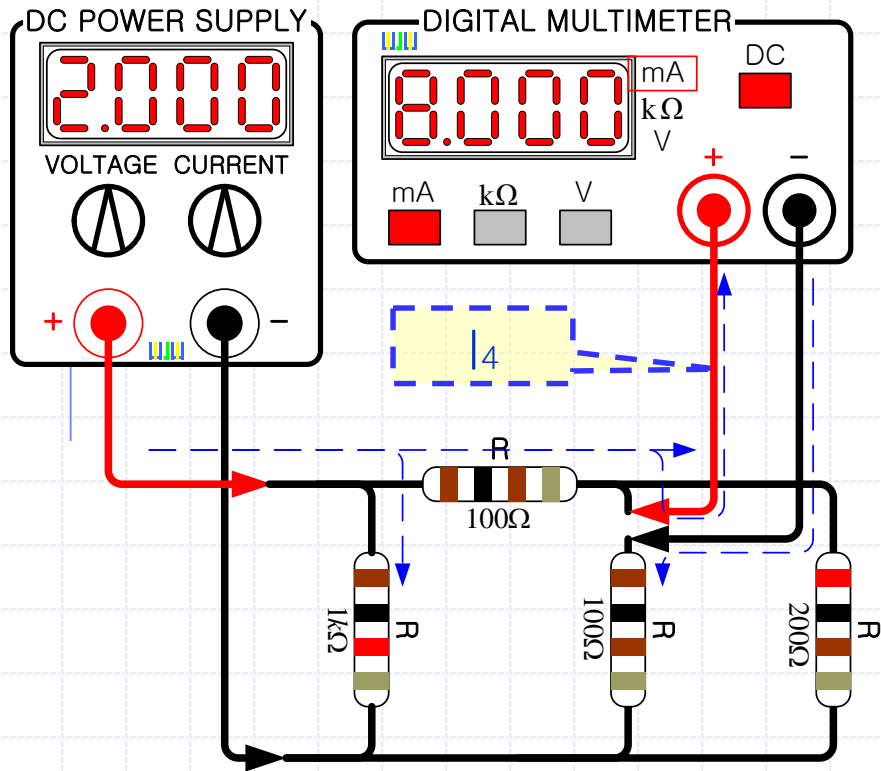 DC POWER SUPPLY
2.000
VOLTAGE CURRENT
+ −
DIGITAL MULTIMETER
8.000
mA
kΩ
V
DC
mA kΩ V
+ −
I4
R
100Ω
1kΩ
R
100Ω
R
200Ω
R